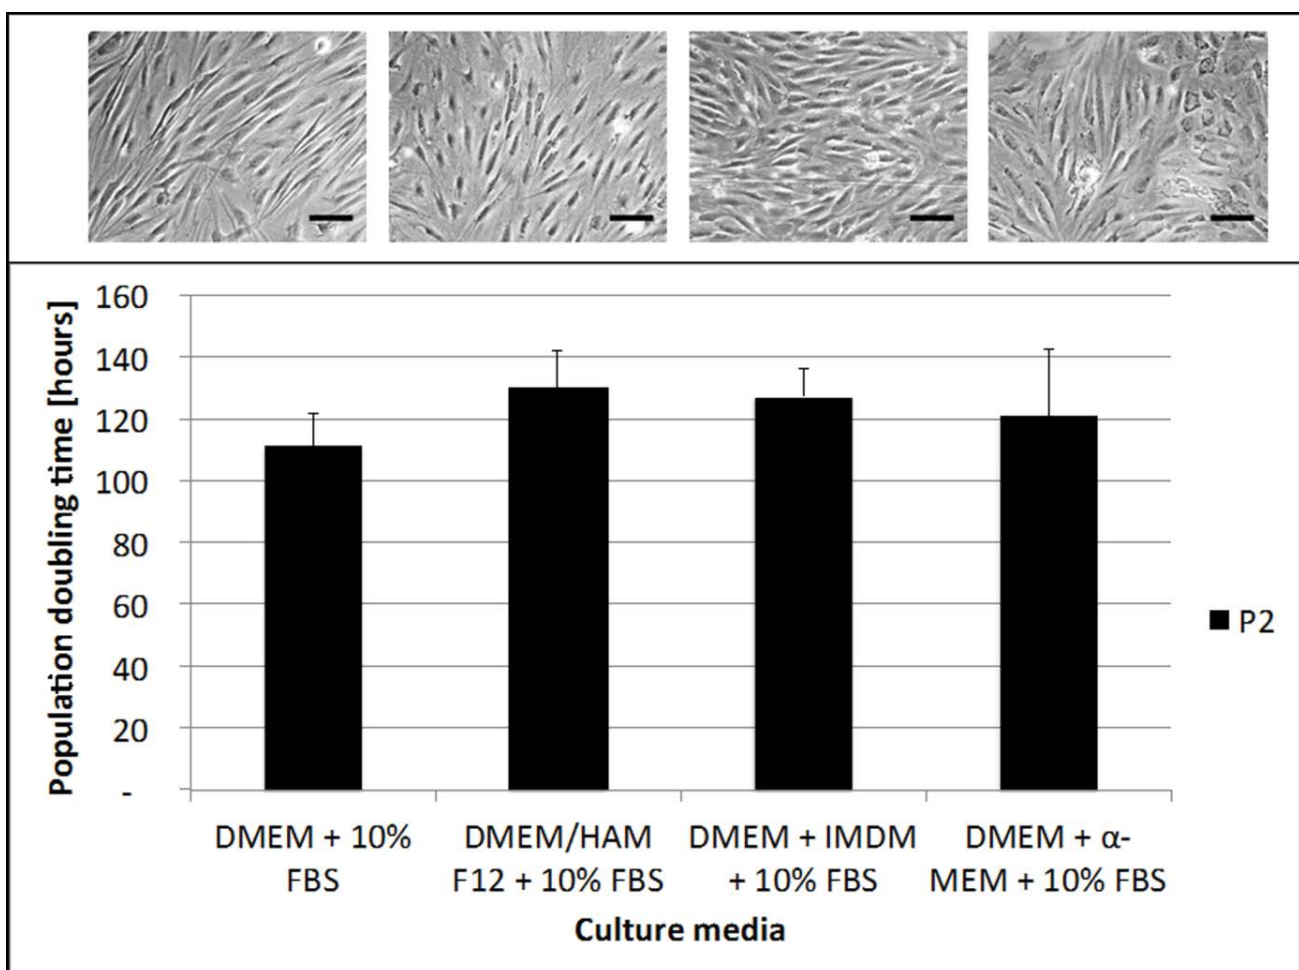 Population doubling time [hours]
160
140
120
100
80
60
40
20
-
DMEM + 10%
FBS
DMEM/HAM
F12 + 10% FBS
DMEM + IMDM
+ 10% FBS
DMEM + α-
MEM + 10% FBS
Culture media
P2